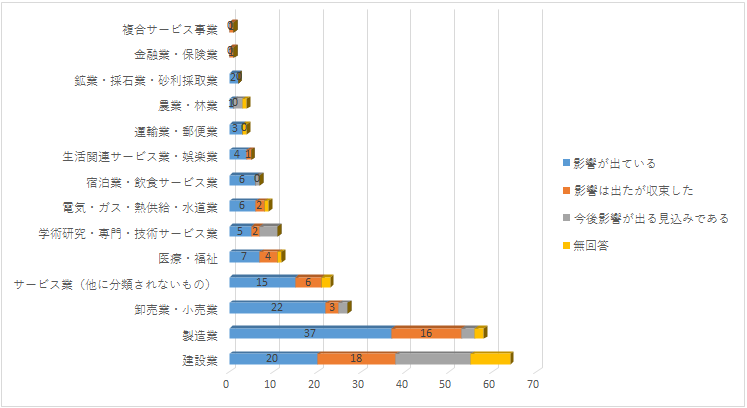 複合サービス事業
金融業・保険業
鉱業・採石業・砂利採取業
2 0
農業・林業
運輸業・郵便業
3 0
生活関連サービス業・娯楽業
4 1
宿泊業・飲食サービス業
6 0
電気・ガス・熱供給・水道業
6 2
学術研究・専門・技術サービス業
5 2
医療・福祉
7 4
サービス業（他に分類されないもの）
15 6
卸売業・小売業
22 3
製造業
37 16
建設業
20 18
0 10 20 30 40 50 60 70
影響が出ている
影響は出たが収束した
今後影響が出る見込みである
無回答